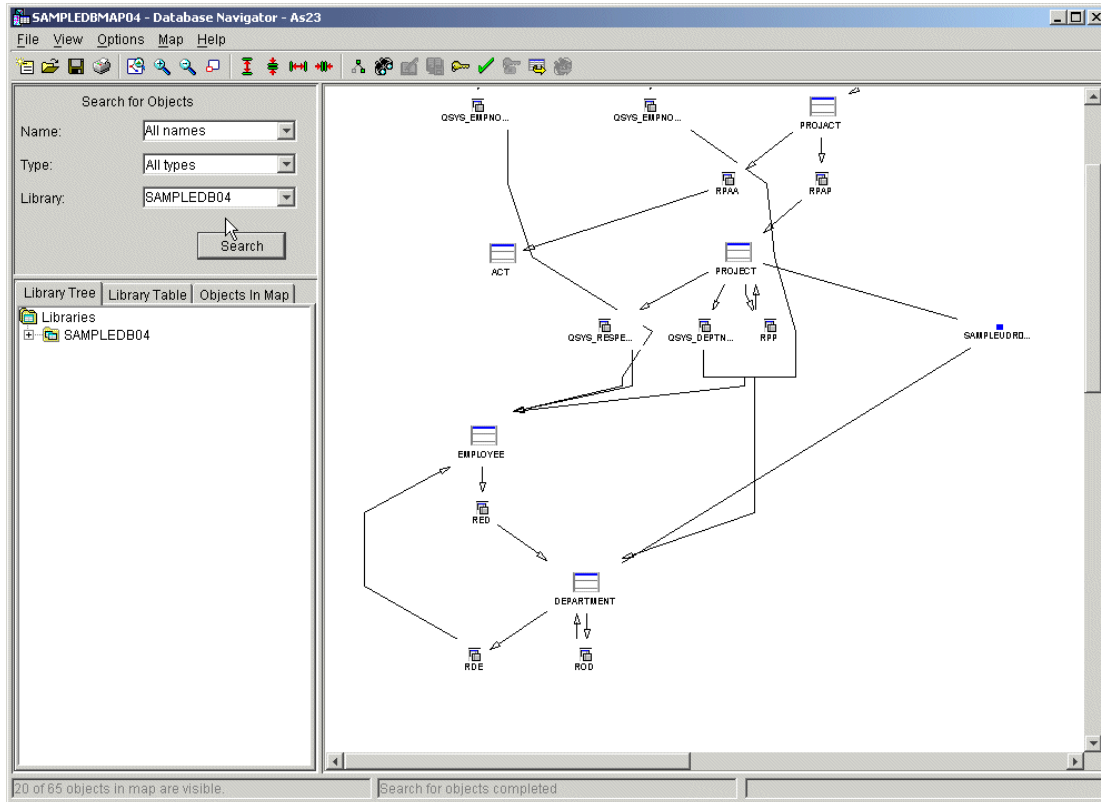 SAMPLEDBMAP04 - Database Navigator - As23
File View Options Map Help
Search for Objects
Name: All names
Type: All types
Library: SAMPLEDB04
Search
Library Tree Library Table Objects In Map
Libraries
SAMPLEDB04
QSYS_EMPNO... QSYS_EMPNO... PROJACT
RPAA RPAP
ACT PROJECT
QSYS_RESPE... QSYS_DEPTN... RPP SAMPLEUDRD...
EMPLOYEE
RED
DEPARTMENT
RDE ROD
20 of 65 objects in map are visible. Search for objects completed